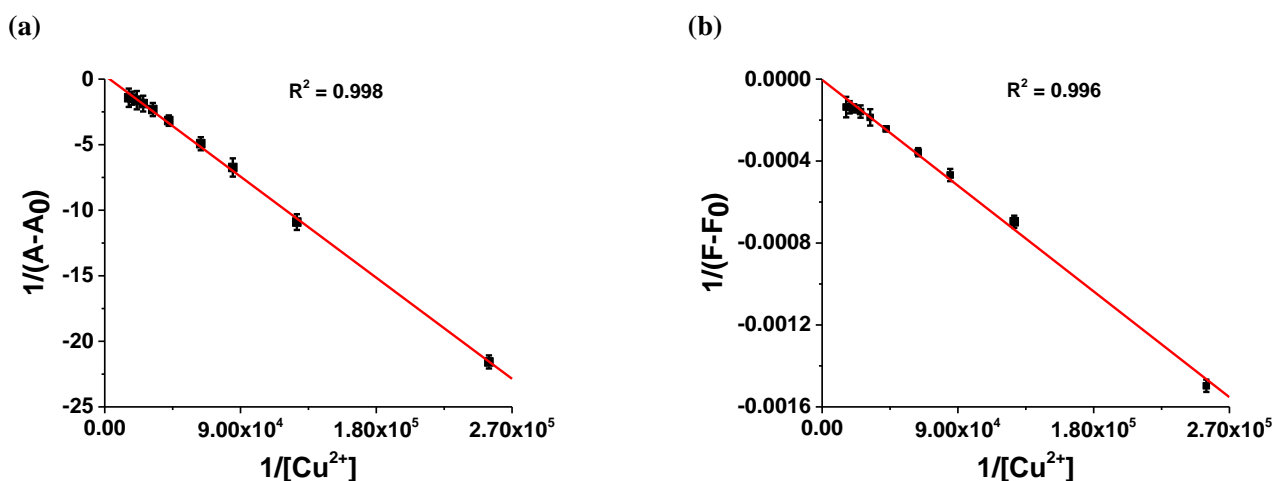 (a)
R² = 0.998
0
-5
-10
-15
-20
-25
1/(A-A0)
0.00
9.00x10⁴
1.80x10⁵
2.70x10⁵
1/[Cu²⁺]
(b)
R² = 0.996
0.0000
-0.0004
-0.0008
-0.0012
-0.0016
1/(F-F0)
0.00
9.00x10⁴
1.80x10⁵
2.70x10⁵
1/[Cu²⁺]